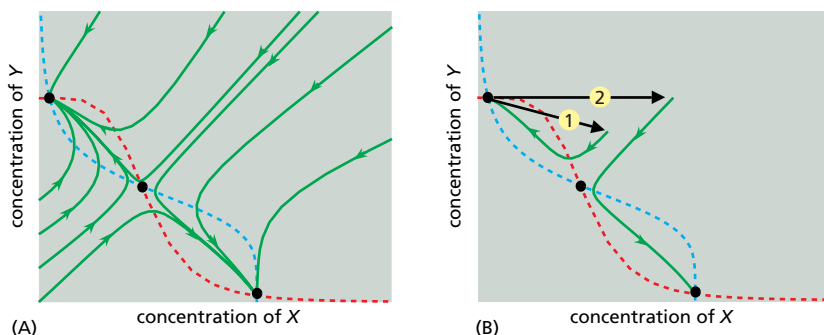 concentration of Y
concentration of X
(A)
concentration of Y
2
1
concentration of X
(B)